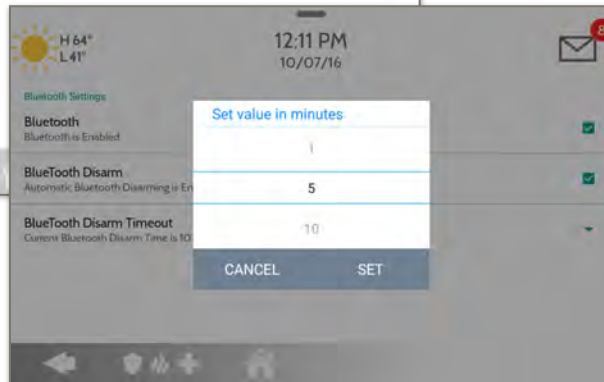 H 64°
L 41°
12:11 PM
10/07/16
8
Bluetooth Settings
Bluetooth
Bluetooth is Enabled
Set value in minutes
1
BlueTooth Disarm
Automatic Bluetooth Disarming is En
5
BlueTooth Disarm Timeout
Current Bluetooth Disarm Time is 10
10
CANCEL
SET